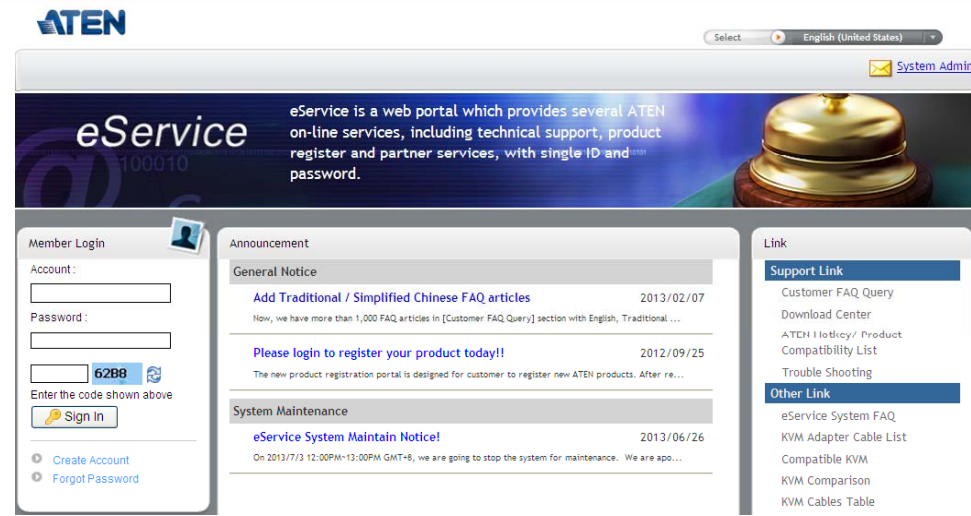 ATEN
Select
English (United States)
System Admin
eService
eService is a web portal which provides several ATEN
on-line services, including technical support, product
register and partner services, with single ID and
password.
100010
Member Login
Account :
Password :
62B8
Enter the code shown above
Sign In
Create Account
Forgot Password
Announcement
General Notice
Add Traditional / Simplified Chinese FAQ articles 2013/02/07
Now, we have more than 1,000 FAQ articles in [Customer FAQ Query] section with English, Traditional ...
Please login to register your product today!! 2012/09/25
The new product registration portal is designed for customer to register new ATEN products. After re...
System Maintenance
eService System Maintain Notice! 2013/06/26
On 2013/7/3 12:00PM~13:00PM GMT+8, we are going to stop the system for maintenance. We are apo...
Link
Support Link
Customer FAQ Query
Download Center
ATEN Hotkey/ Product
Compatibility List
Trouble Shooting
Other Link
eService System FAQ
KVM Adapter Cable List
Compatible KVM
KVM Comparison
KVM Cables Table